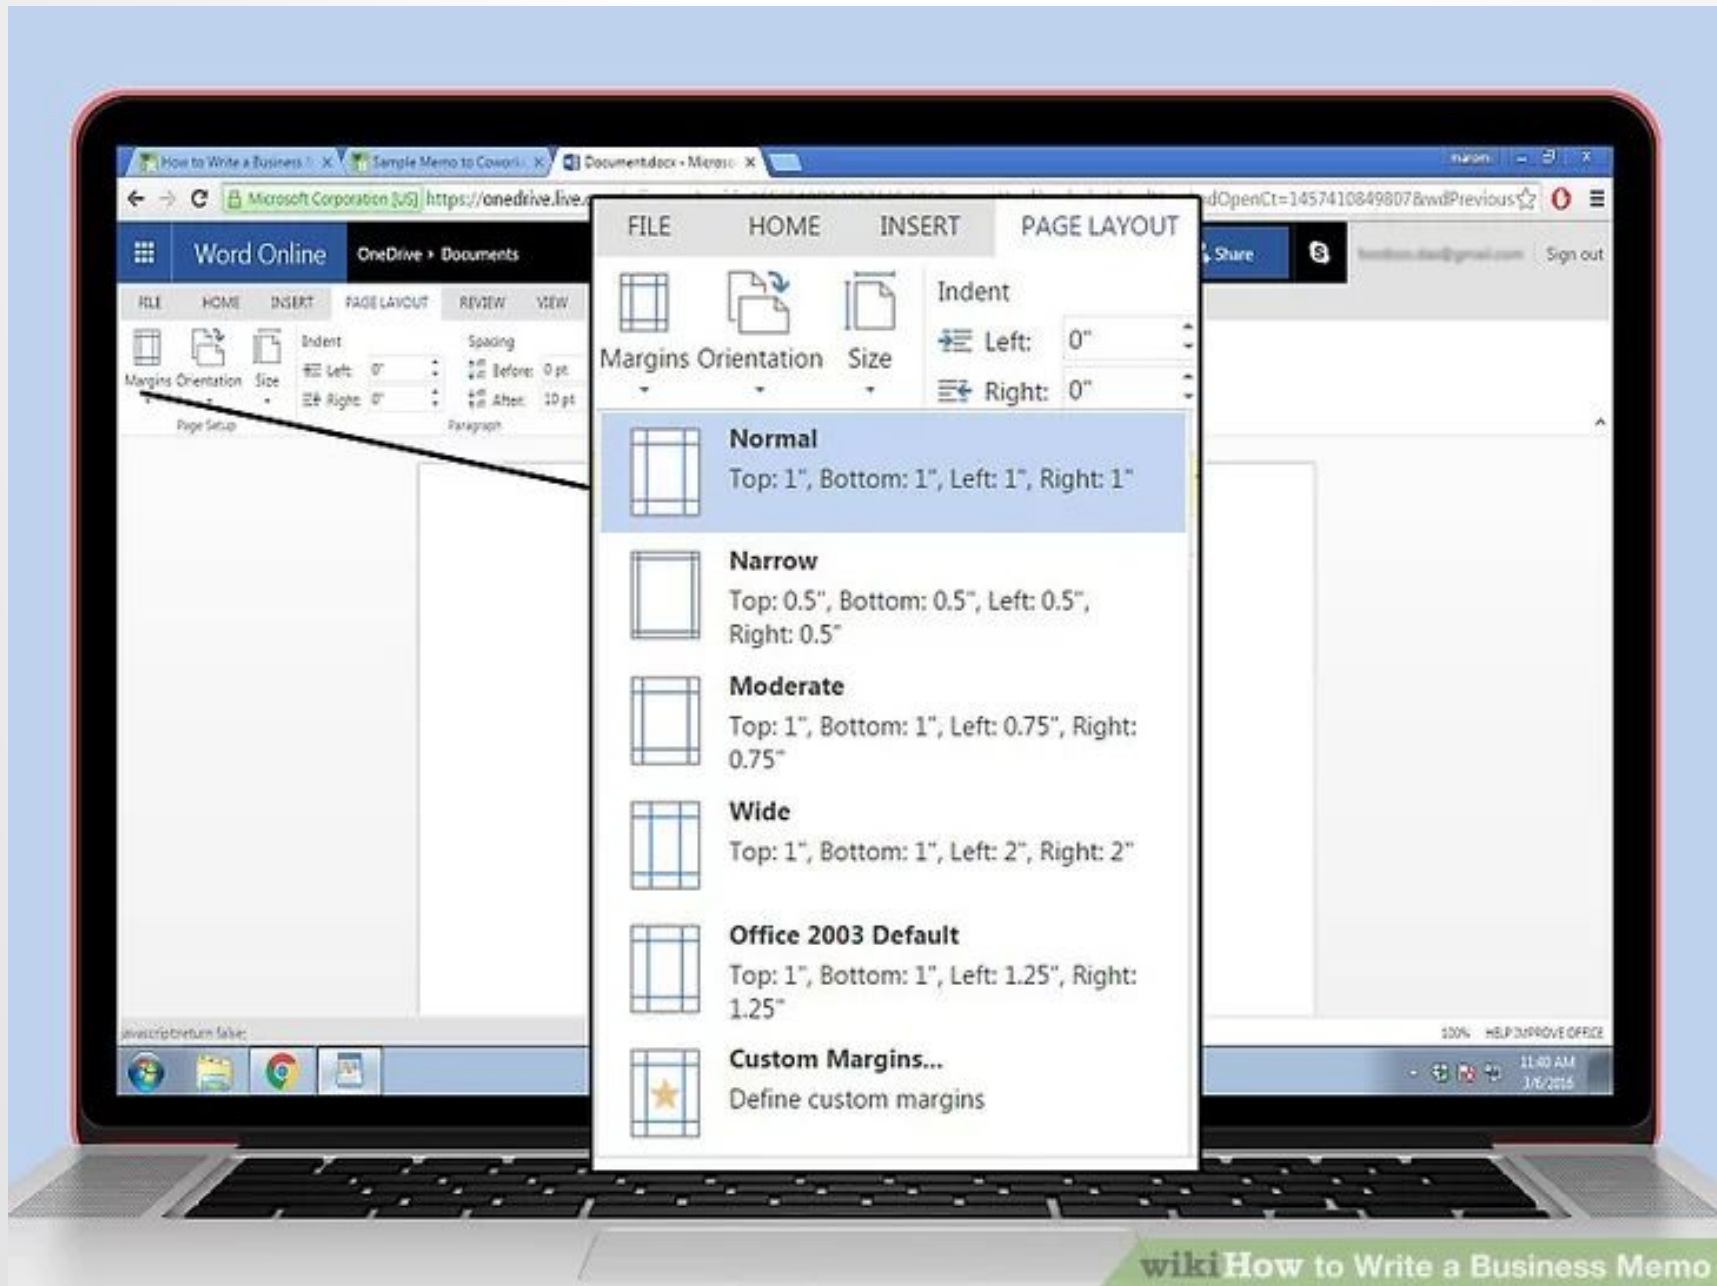 How to Write a Business
Sample Memo to Cowork
Document.docx - Microso
Microsoft Corporation [US] https://onedrive.live.
dOpenCt=1457410849807&wdPrevious
Word Online
OneDrive ▸ Documents
Share
Sign out
FILE HOME INSERT PAGE LAYOUT REVIEW VIEW
Margins Orientation Size
Indent
Left: 0"
Right: 0"
Spacing
Before: 0 pt
After: 10 pt
Page Setup
Paragraph
FILE HOME INSERT PAGE LAYOUT
Margins Orientation Size
Indent
Left: 0"
Right: 0"
Normal
Top: 1", Bottom: 1", Left: 1", Right: 1"
Narrow
Top: 0.5", Bottom: 0.5", Left: 0.5",
Right: 0.5"
Moderate
Top: 1", Bottom: 1", Left: 0.75", Right:
0.75"
Wide
Top: 1", Bottom: 1", Left: 2", Right: 2"
Office 2003 Default
Top: 1", Bottom: 1", Left: 1.25", Right:
1.25"
Custom Margins...
Define custom margins
javascript:return false;
100% HELP IMPROVE OFFICE
11:40 AM
3/6/2016
wikiHow to Write a Business Memo